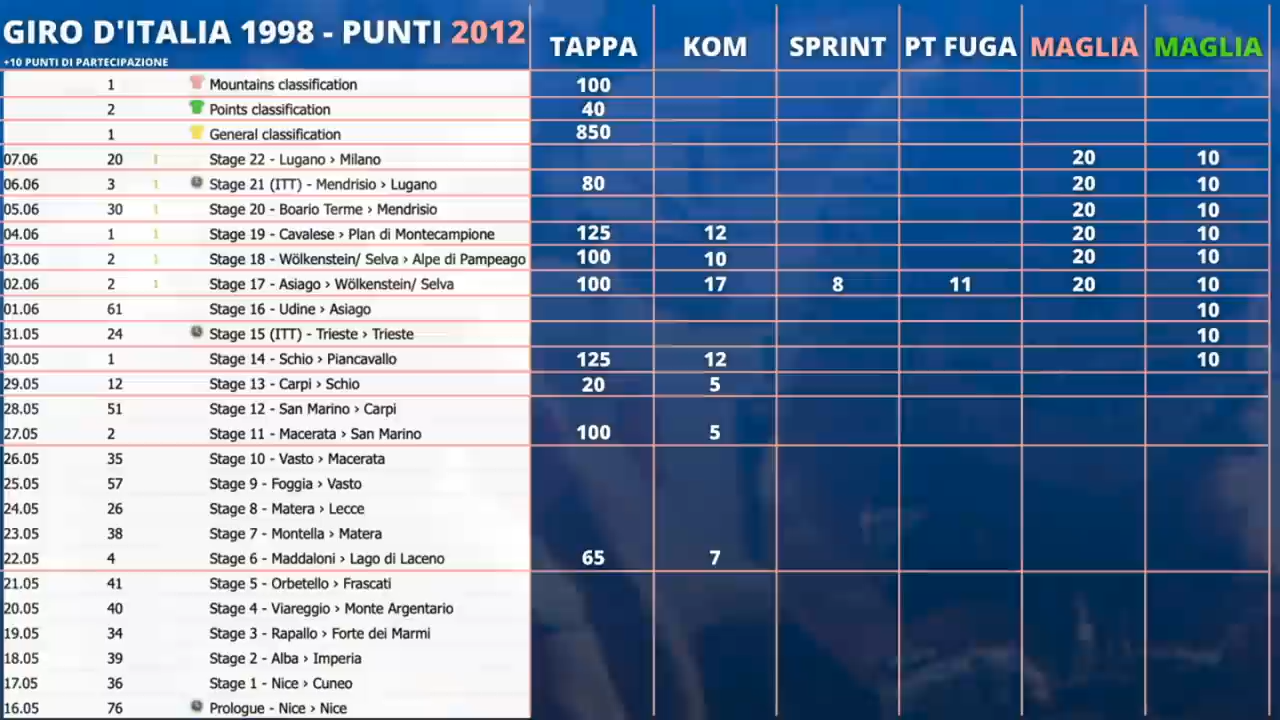 GIRO D'ITALIA 1998 - PUNTI 2012 TAPPA KOM SPRINT PT FUGA MAGLIA MAGLIA
+10 PUNTI DI PARTECIPAZIONE
1 Mountains classification 100
2 Points classification 40
1 General classification 850
07.06 20 1 Stage 22 - Lugano › Milano 20 10
06.06 3 1 Stage 21 (ITT) - Mendrisio › Lugano 80 20 10
05.06 30 1 Stage 20 - Boario Terme › Mendrisio 20 10
04.06 1 1 Stage 19 - Cavalese › Plan di Montecampione 125 12 20 10
03.06 2 1 Stage 18 - Wölkenstein/ Selva › Alpe di Pampeago 100 10 20 10
02.06 2 1 Stage 17 - Asiago › Wölkenstein/ Selva 100 17 8 11 20 10
01.06 61 Stage 16 - Udine › Asiago 10
31.05 24 Stage 15 (ITT) - Trieste › Trieste 10
30.05 1 Stage 14 - Schio › Piancavallo 125 12 10
29.05 12 Stage 13 - Carpi › Schio 20 5
28.05 51 Stage 12 - San Marino › Carpi
27.05 2 Stage 11 - Macerata › San Marino 100 5
26.05 35 Stage 10 - Vasto › Macerata
25.05 57 Stage 9 - Foggia › Vasto
24.05 26 Stage 8 - Matera › Lecce
23.05 38 Stage 7 - Montella › Matera
22.05 4 Stage 6 - Maddaloni › Lago di Laceno 65 7
21.05 41 Stage 5 - Orbetello › Frascati
20.05 40 Stage 4 - Viareggio › Monte Argentario
19.05 34 Stage 3 - Rapallo › Forte dei Marmi
18.05 39 Stage 2 - Alba › Imperia
17.05 36 Stage 1 - Nice › Cuneo
16.05 76 Prologue - Nice › Nice